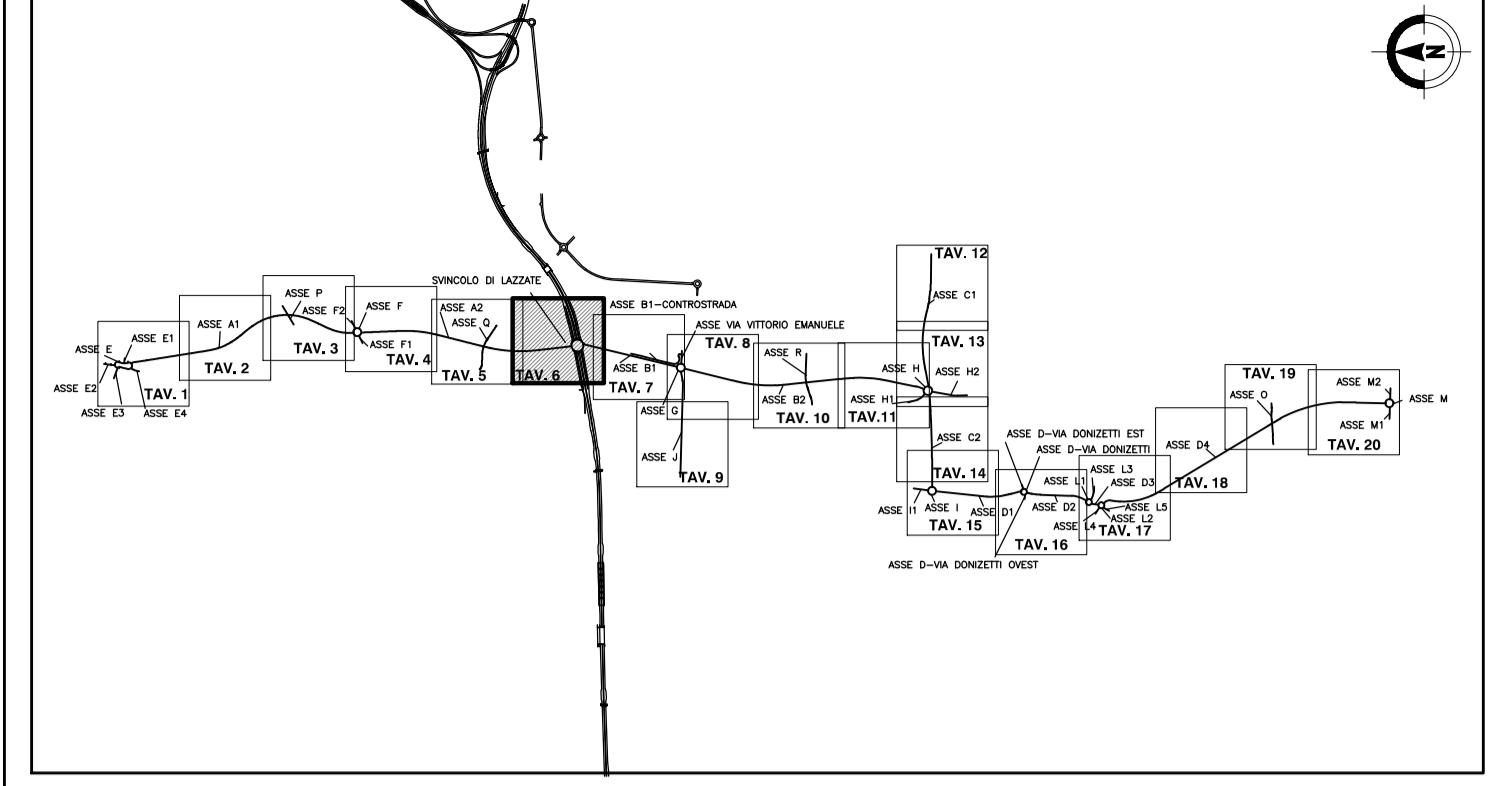 N
SVINCOLO DI LAZZATE
ASSE B1-CONTROSTRADA
ASSE VIA VITTORIO EMANUELE
ASSE E
ASSE E1
ASSE E2
ASSE E3
ASSE E4
TAV. 1
ASSE A1
TAV. 2
ASSE P
ASSE F2
TAV. 3
ASSE F
ASSE F1
TAV. 4
ASSE A2
ASSE Q
TAV. 5
TAV. 6
ASSE B1
TAV. 7
TAV. 8
ASSE G
ASSE J
TAV. 9
ASSE R
ASSE B2
TAV. 10
ASSE H
ASSE H1
TAV. 11
TAV. 12
ASSE C1
TAV. 13
ASSE H2
ASSE C2
TAV. 14
ASSE I1
ASSE I
ASSE D1
TAV. 15
ASSE D-VIA DONIZETTI EST
ASSE D-VIA DONIZETTI
ASSE D2
TAV. 16
ASSE D-VIA DONIZETTI OVEST
ASSE L1
ASSE L3
ASSE D3
ASSE L5
ASSE L2
ASSE L4
TAV. 17
ASSE D4
TAV. 18
TAV. 19
ASSE O
ASSE M2
ASSE M
ASSE M1
TAV. 20